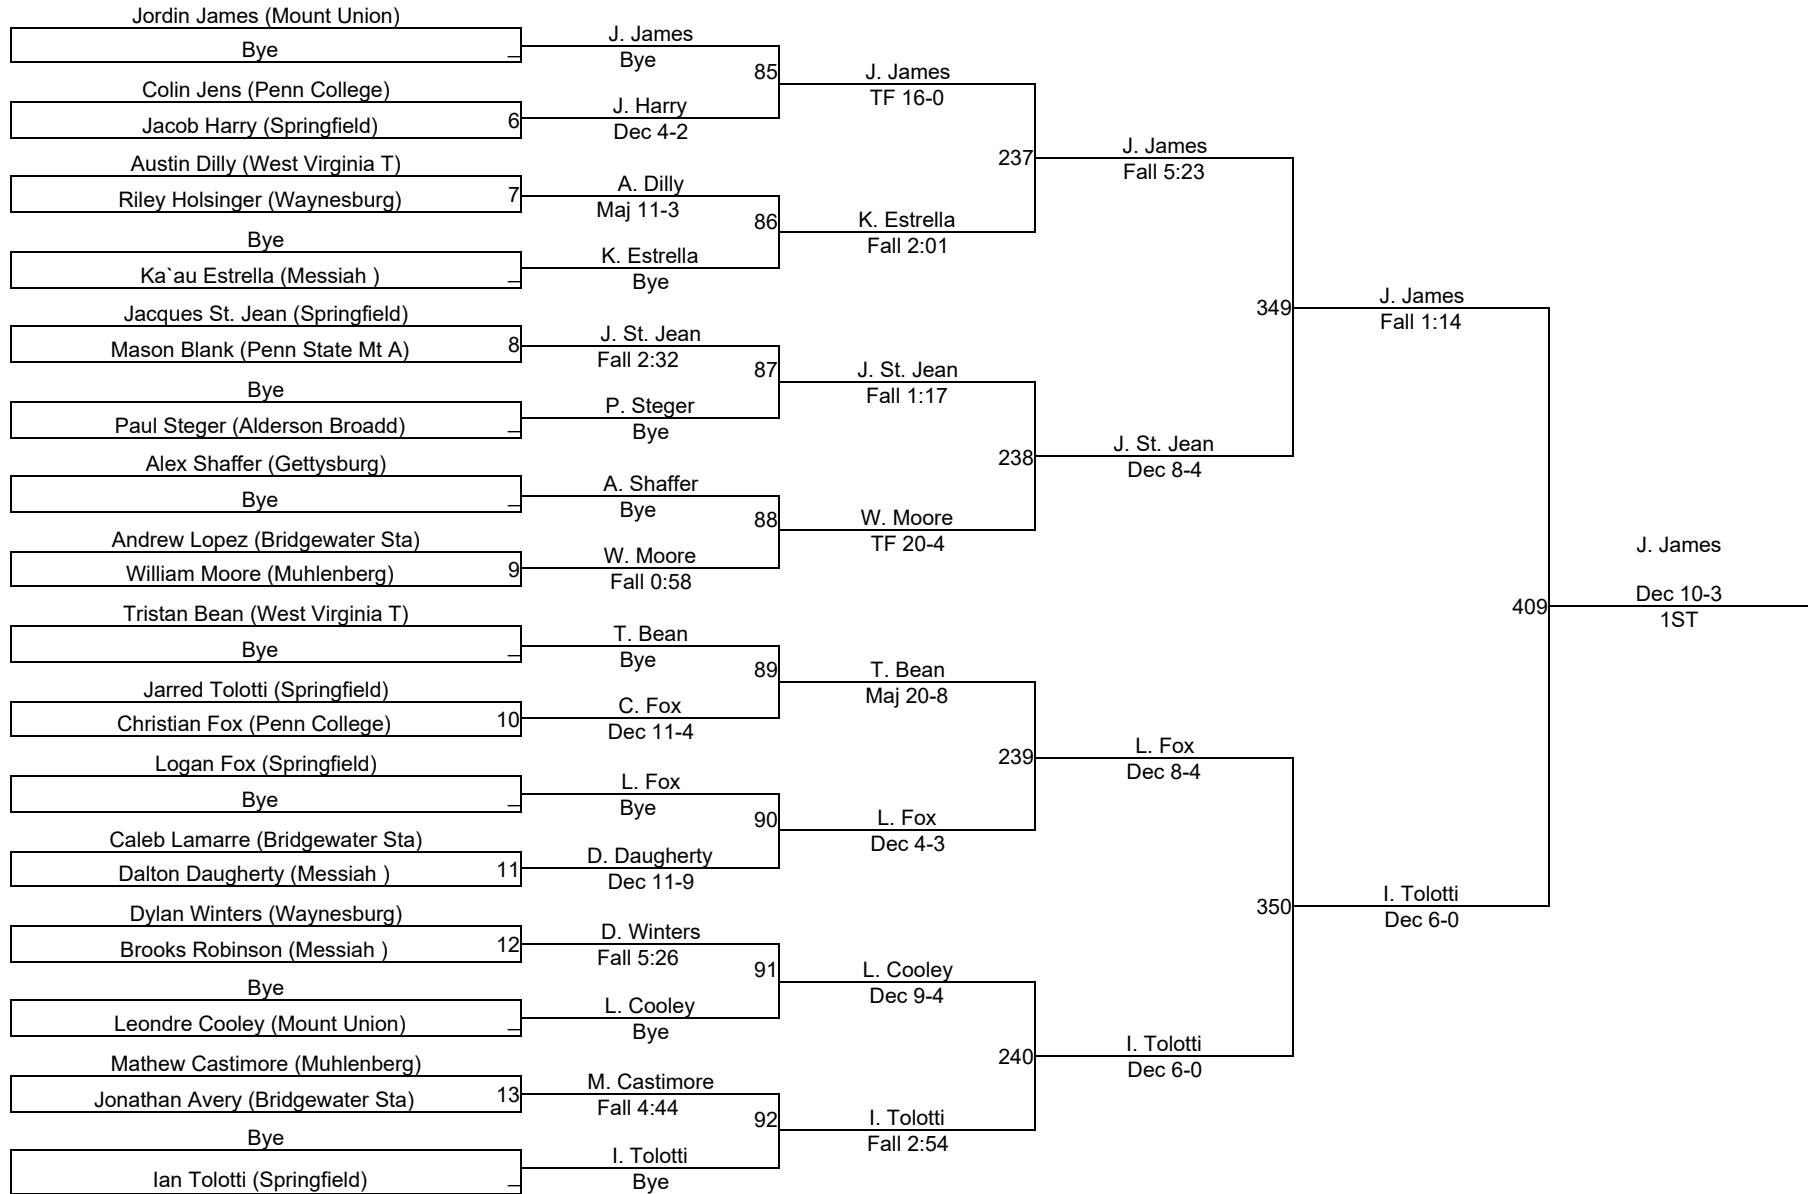 Jordin James (Mount Union)
Bye _
Colin Jens (Penn College)
Jacob Harry (Springfield) 6
Austin Dilly (West Virginia T)
Riley Holsinger (Waynesburg) 7
Bye
Ka`au Estrella (Messiah ) _
Jacques St. Jean (Springfield)
Mason Blank (Penn State Mt A) 8
Bye
Paul Steger (Alderson Broadd) _
Alex Shaffer (Gettysburg)
Bye _
Andrew Lopez (Bridgewater Sta)
William Moore (Muhlenberg) 9
Tristan Bean (West Virginia T)
Bye _
Jarred Tolotti (Springfield)
Christian Fox (Penn College) 10
Logan Fox (Springfield)
Bye _
Caleb Lamarre (Bridgewater Sta)
Dalton Daugherty (Messiah ) 11
Dylan Winters (Waynesburg)
Brooks Robinson (Messiah ) 12
Bye
Leondre Cooley (Mount Union) _
Mathew Castimore (Muhlenberg)
Jonathan Avery (Bridgewater Sta) 13
Bye
Ian Tolotti (Springfield) _
J. James
Bye
85
J. Harry
Dec 4-2
A. Dilly
Maj 11-3
86
K. Estrella
Bye
J. St. Jean
Fall 2:32
87
P. Steger
Bye
A. Shaffer
Bye
88
W. Moore
Fall 0:58
T. Bean
Bye
89
C. Fox
Dec 11-4
L. Fox
Bye
90
D. Daugherty
Dec 11-9
D. Winters
Fall 5:26
91
L. Cooley
Bye
M. Castimore
Fall 4:44
92
I. Tolotti
Bye
J. James
TF 16-0
237
K. Estrella
Fall 2:01
J. St. Jean
Fall 1:17
238
W. Moore
TF 20-4
T. Bean
Maj 20-8
239
L. Fox
Dec 4-3
L. Cooley
Dec 9-4
240
I. Tolotti
Fall 2:54
J. James
Fall 5:23
349
J. St. Jean
Dec 8-4
L. Fox
Dec 8-4
350
I. Tolotti
Dec 6-0
J. James
Fall 1:14
409
I. Tolotti
Dec 6-0
J. James
Dec 10-3
1ST